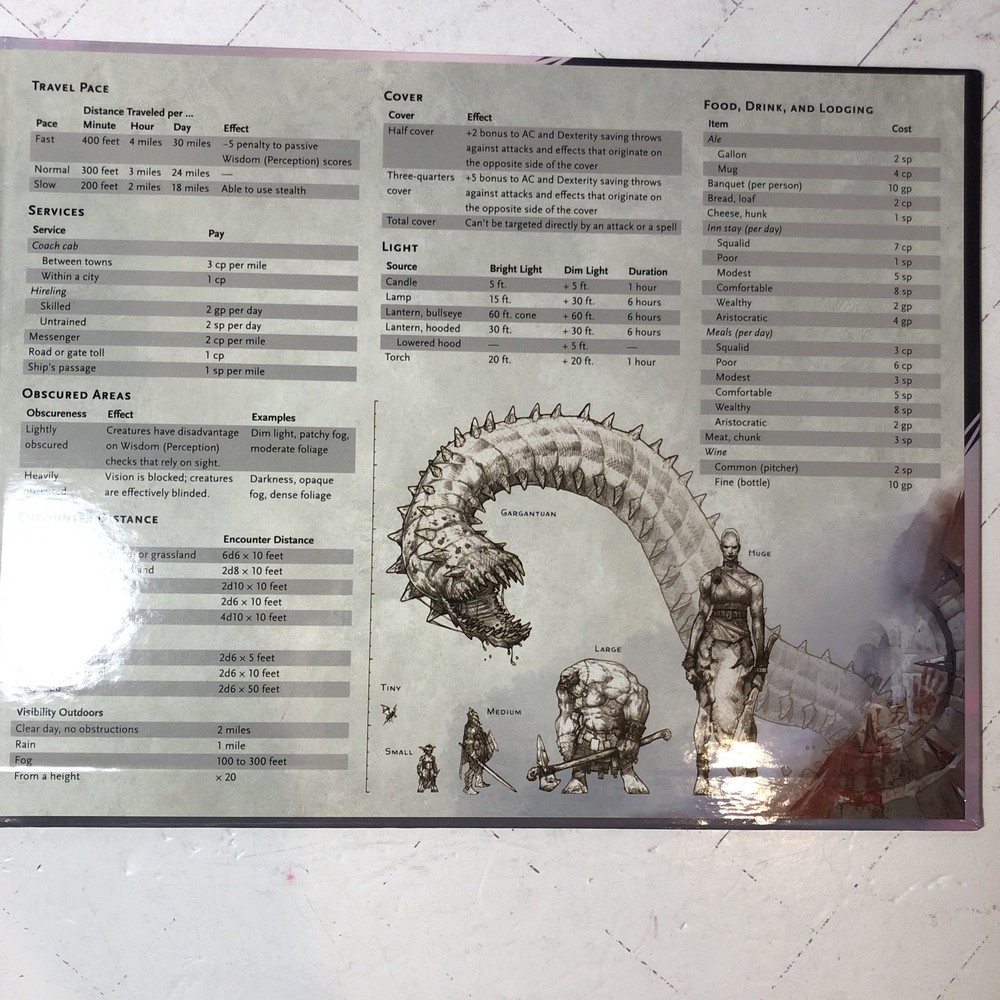 TRAVEL PACE
Distance Traveled per ...
Pace Minute Hour Day Effect
Fast 400 feet 4 miles 30 miles –5 penalty to passive
Wisdom (Perception) scores
Normal 300 feet 3 miles 24 miles —
Slow 200 feet 2 miles 18 miles Able to use stealth
SERVICES
Service Pay
Coach cab
Between towns 3 cp per mile
Within a city 1 cp
Hireling
Skilled 2 gp per day
Untrained 2 sp per day
Messenger 2 cp per mile
Road or gate toll 1 cp
Ship's passage 1 sp per mile
OBSCURED AREAS
Obscureness Effect Examples
Lightly Creatures have disadvantage Dim light, patchy fog,
obscured on Wisdom (Perception) moderate foliage
checks that rely on sight.
Heavily Vision is blocked; creatures Darkness, opaque
obscured are effectively blinded. fog, dense foliage
ENCOUNTER DISTANCE
Encounter Distance
or grassland 6d6 × 10 feet
2d8 × 10 feet
2d10 × 10 feet
2d6 × 10 feet
4d10 × 10 feet
2d6 × 5 feet
2d6 × 10 feet
2d6 × 50 feet
Visibility Outdoors
Clear day, no obstructions 2 miles
Rain 1 mile
Fog 100 to 300 feet
From a height × 20
COVER
Cover Effect
Half cover +2 bonus to AC and Dexterity saving throws
against attacks and effects that originate on
the opposite side of the cover
Three-quarters +5 bonus to AC and Dexterity saving throws
cover against attacks and effects that originate on
the opposite side of the cover
Total cover Can't be targeted directly by an attack or a spell
LIGHT
Source Bright Light Dim Light Duration
Candle 5 ft. + 5 ft. 1 hour
Lamp 15 ft. + 30 ft. 6 hours
Lantern, bullseye 60 ft. cone + 60 ft. 6 hours
Lantern, hooded 30 ft. + 30 ft. 6 hours
Lowered hood — + 5 ft. —
Torch 20 ft. + 20 ft. 1 hour
GARGANTUAN
HUGE
LARGE
TINY
MEDIUM
SMALL
FOOD, DRINK, AND LODGING
Item Cost
Ale
Gallon 2 sp
Mug 4 cp
Banquet (per person) 10 gp
Bread, loaf 2 cp
Cheese, hunk 1 sp
Inn stay (per day)
Squalid 7 cp
Poor 1 sp
Modest 5 sp
Comfortable 8 sp
Wealthy 2 gp
Aristocratic 4 gp
Meals (per day)
Squalid 3 cp
Poor 6 cp
Modest 3 sp
Comfortable 5 sp
Wealthy 8 sp
Aristocratic 2 gp
Meat, chunk 3 sp
Wine
Common (pitcher) 2 sp
Fine (bottle) 10 gp